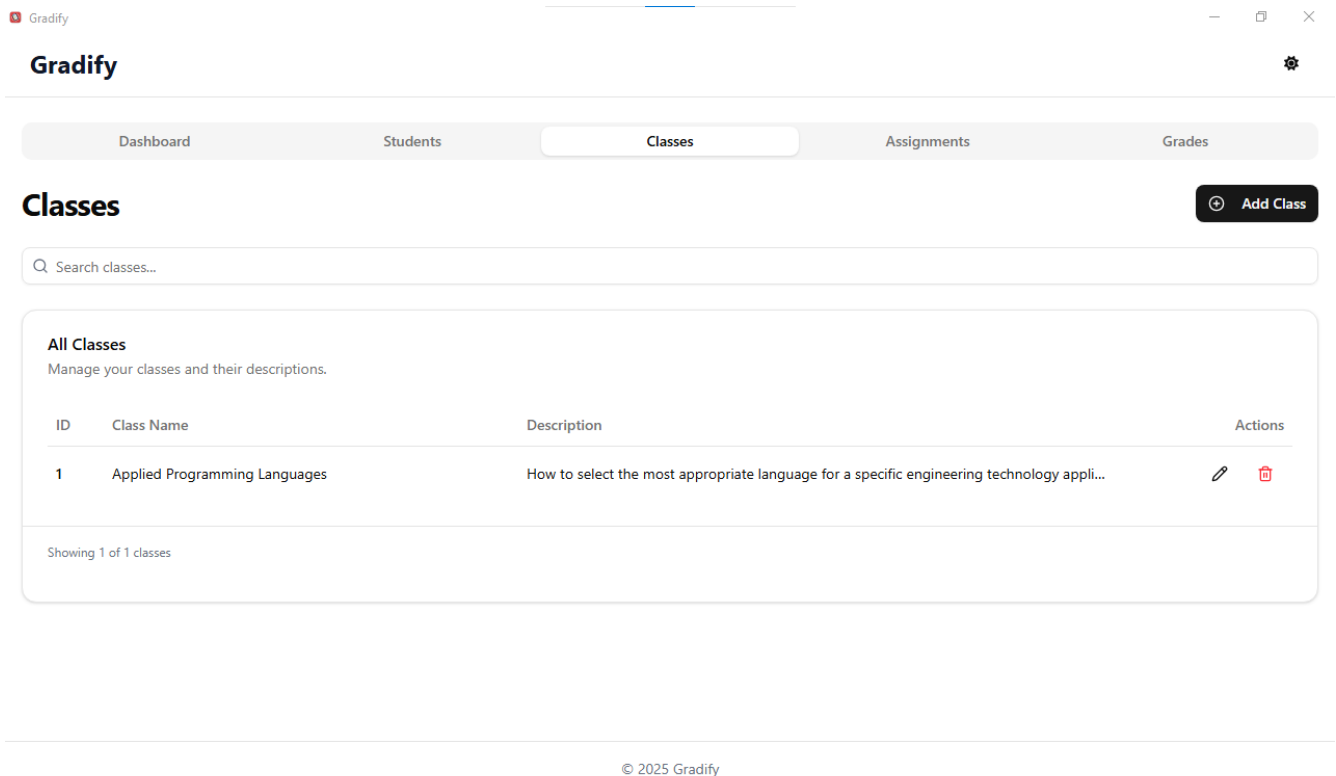 Gradify
Gradify
Dashboard Students Classes Assignments Grades
Classes
Add Class
Search classes...
All Classes
Manage your classes and their descriptions.
ID Class Name Description Actions
1 Applied Programming Languages How to select the most appropriate language for a specific engineering technology appli...
Showing 1 of 1 classes
© 2025 Gradify